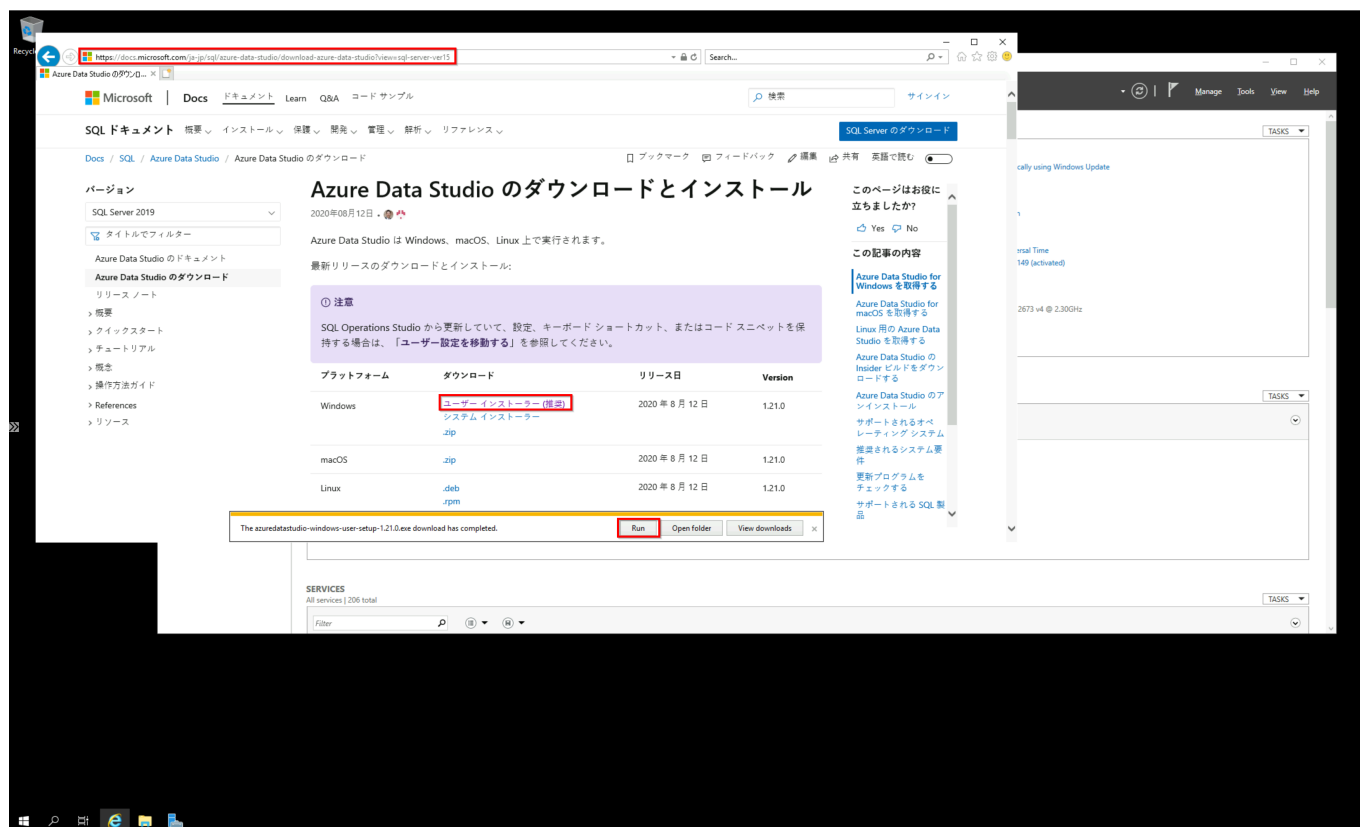 https://docs.microsoft.com/ja-jp/sql/azure-data-studio/download-azure-data-studio?view=sql-server-ver15
Search...
Azure Data Studio のダウンロ...
Microsoft
Docs
ドキュメント
Learn
Q&A
コード サンプル
検索
サインイン
Manage
Tools
View
Help
SQL ドキュメント
概要
インストール
保護
開発
管理
解析
リファレンス
SQL Server のダウンロード
TASKS
Docs / SQL / Azure Data Studio / Azure Data Studio のダウンロード
ブックマーク
フィードバック
編集
共有
英語で読む
cally using Windows Update
バージョン
SQL Server 2019
タイトルでフィルター
Azure Data Studio のドキュメント
Azure Data Studio のダウンロード
リリース ノート
概要
クイックスタート
チュートリアル
概念
操作方法ガイド
References
リソース
Azure Data Studio のダウンロードとインストール
2020年08月12日
Azure Data Studio は Windows、macOS、Linux 上で実行されます。
最新リリースのダウンロードとインストール:
注意
SQL Operations Studio から更新していて、設定、キーボード ショートカット、またはコード スニペットを保
持する場合は、「ユーザー設定を移動する」を参照してください。
プラットフォーム ダウンロード リリース日 Version
Windows ユーザー インストーラー (推奨) 2020 年 8 月 12 日 1.21.0
システム インストーラー
.zip
macOS .zip 2020 年 8 月 12 日 1.21.0
Linux .deb 2020 年 8 月 12 日 1.21.0
.rpm
このページはお役に
立ちましたか?
Yes No
この記事の内容
Azure Data Studio for
Windows を取得する
Azure Data Studio for
macOS を取得する
Linux 用の Azure Data
Studio を取得する
Azure Data Studio の
Insider ビルドをダウン
ロードする
Azure Data Studio のア
ンインストール
サポートされるオペ
レーティング システム
推奨されるシステム要
件
更新プログラムを
チェックする
サポートされる SQL 製
品
ersal Time
149 (activated)
2673 v4 @ 2.30GHz
TASKS
The azuredatastudio-windows-user-setup-1.21.0.exe download has completed.
Run
Open folder
View downloads
SERVICES
All services | 206 total
TASKS
Filter